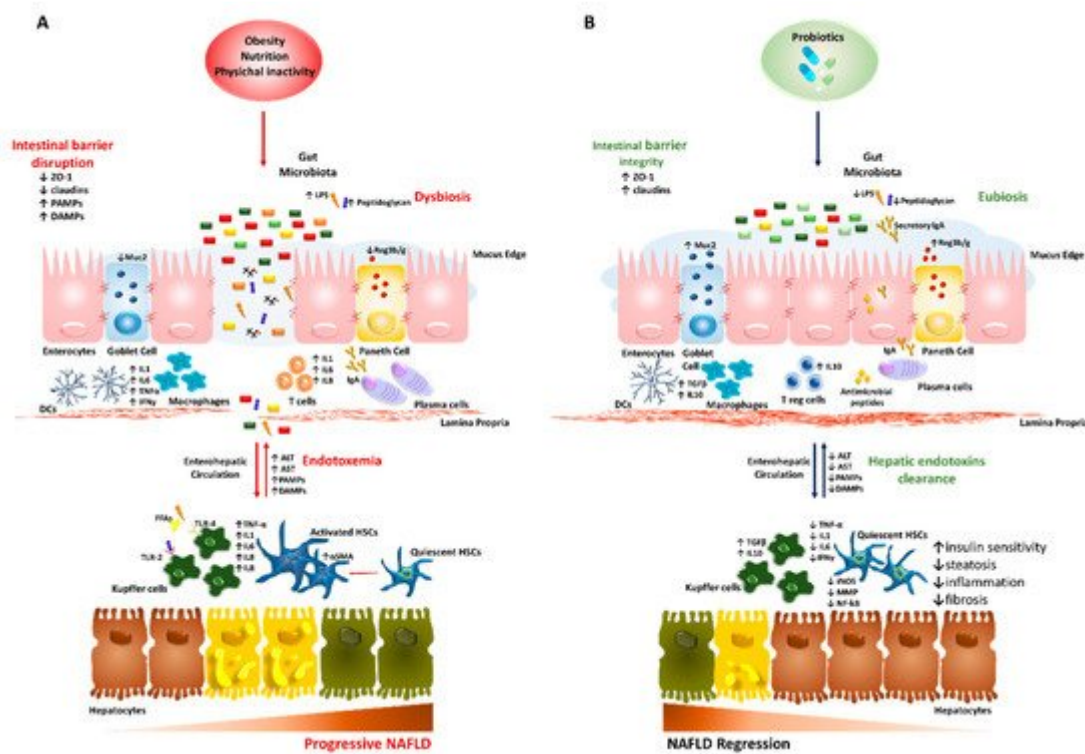 A
Obesity
Nutrition
Physichal inactivity
Intestinal barrier
disruption
↓ ZO-1
↓ claudins
↑ PAMPs
↑ DAMPs
Gut
Microbiota
↑ LPS
↑ Peptidoglycan
Dysbiosis
↓Muc2
↓Reg3b/g
Mucus Edge
Enterocytes
Goblet Cell
Paneth Cell
↑ IL1
↑ IL6
↑ TNFα
↑ IFNγ
↑ IL1
↑ IL6
↑ IL8
IgA
DCs
Macrophages
T cells
Plasma cells
Lamina Propria
Enterohepatic
Circulation
↑ ALT
↑ AST
↑PAMPs
↑DAMPs
Endotoxemia
FFAs
TLR-4
TLR-2
Kupffer cells
↑TNF-α
↑ IL1
↑ IL6
↑ IL8
↑ IL8
Activated HSCs
↑αSMA
Quiescent HSCs
Hepatocytes
Progressive NAFLD
B
Probiotics
Intestinal barrier
integrity
↑ ZO-1
↑ claudins
Gut
Microbiota
↓LPS
↓Peptidoglycan
Secretory IgA
Eubiosis
↑ Muc2
↑Reg3b/g
Mucus Edge
Enterocytes
Goblet
Cell
IgA
Paneth Cell
↑ TGFβ
↑ IL10
↑ IL10
DCs
Macrophages
T reg cells
Antimicrobial
peptides
Plasma cells
Lamina Propria
Enterohepatic
Circulation
↓ ALT
↓ AST
↓PAMPs
↓DAMPs
Hepatic endotoxins
clearance
↑ TGFβ
↑ IL10
Kupffer cells
↓ TNF-α
↓ IL1
↓ IL6
↓IFNγ
Quiescent HSCs
↓ iNOS
↓ MMP
↓ NF-kB
↑insulin sensitivity
↓steatosis
↓inflammation
↓fibrosis
Hepatocytes
NAFLD Regression